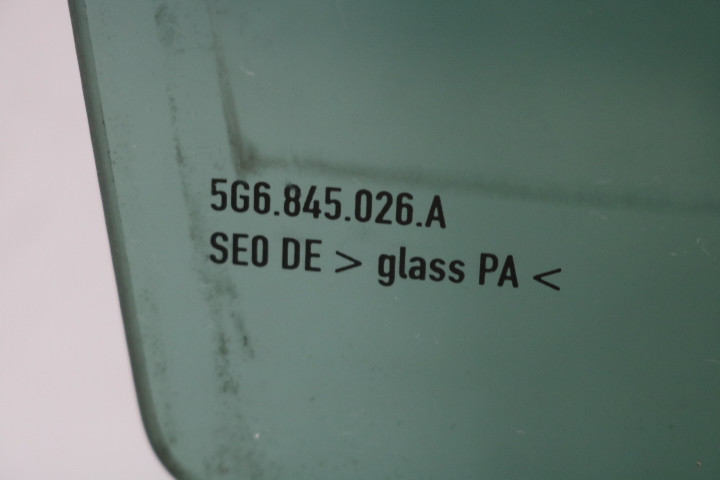 5G6.845.026.A
SEO DE > glass PA <